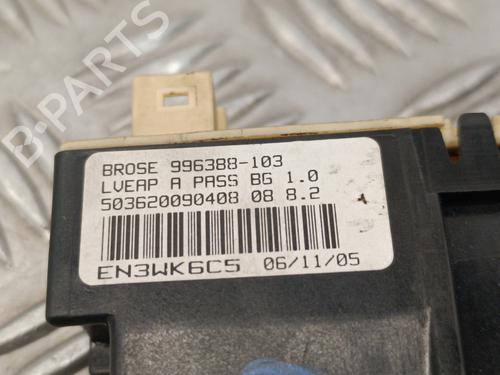 BROSE 996388-103
LVEAP A PASS BG 1.0
503620090408 08 8.2
EN3WK6C5 06/11/05
B-PARTS